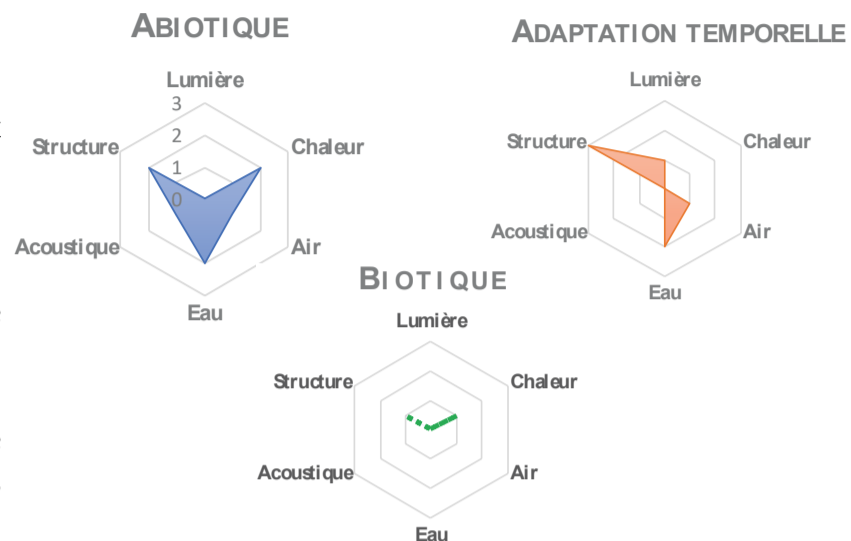 ABIOTIQUE
Lumière
3
2
1
0
Structure
Chaleur
Acoustique
Air
Eau
ADAPTATION TEMPORELLE
Lumière
Structure
Chaleur
Acoustique
Air
Eau
BIOTIQUE
Lumière
Structure
Chaleur
Acoustique
Air
Eau